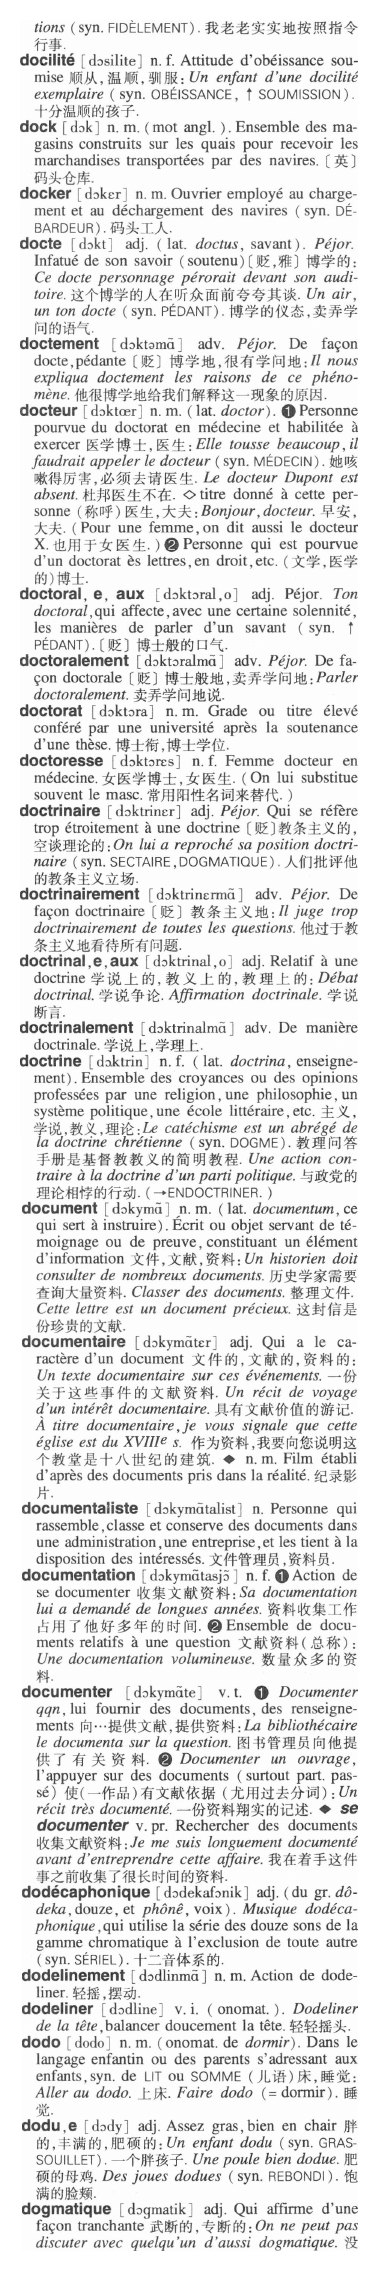 tions (syn. FIDÈLEMENT). 我老老实实地按照指令
行事.
docilité [dɔsilite] n. f. Attitude d'obéissance sou-
mise 顺从,温顺,驯服: Un enfant d'une docilité
exemplaire (syn. OBÉISSANCE, ↑ SOUMISSION).
十分温顺的孩子.
dock [dɔk] n. m. (mot angl.). Ensemble des ma-
gasins construits sur les quais pour recevoir les
marchandises transportées par des navires. 〔英〕
码头仓库.
docker [dɔkɛr] n. m. Ouvrier employé au charge-
ment et au déchargement des navires (syn. DÉ-
BARDEUR). 码头工人.
docte [dɔkt] adj. (lat. doctus, savant). Péjor.
Infatué de son savoir (soutenu)〔贬,雅〕博学的:
Ce docte personnage pérorait devant son audi-
toire. 这个博学的人在听众面前夸夸其谈. Un air,
un ton docte (syn. PÉDANT). 博学的仪态,卖弄学
问的语气.
doctement [dɔktəmɑ̃] adv. Péjor. De façon
docte, pédante〔贬〕博学地,很有学问地: Il nous
expliqua doctement les raisons de ce phéno-
mène. 他很博学地给我们解释这一现象的原因.
docteur [dɔktœr] n. m. (lat. doctor). ❶ Personne
pourvue du doctorat en médecine et habilitée à
exercer 医学博士,医生: Elle tousse beaucoup, il
faudrait appeler le docteur (syn. MÉDECIN). 她咳
嗽得厉害,必须去请医生. Le docteur Dupont est
absent. 杜邦医生不在. ◇ titre donné à cette per-
sonne (称呼)医生,大夫: Bonjour, docteur. 早安,
大夫. (Pour une femme, on dit aussi le docteur
X. 也用于女医生.) ❷ Personne qui est pourvue
d'un doctorat ès lettres, en droit, etc. (文学,医学
的)博士.
doctoral, e, aux [dɔktɔral, o] adj. Péjor. Ton
doctoral, qui affecte, avec une certaine solennité,
les manières de parler d'un savant (syn. ↑
PÉDANT).〔贬〕博士般的口气.
doctoralement [dɔktɔralmɑ̃] adv. Péjor. De fa-
çon doctorale〔贬〕博士般地,卖弄学问地: Parler
doctoralement. 卖弄学问地说.
doctorat [dɔktɔra] n. m. Grade ou titre élevé
conféré par une université après la soutenance
d'une thèse. 博士衔,博士学位.
doctoresse [dɔktɔrɛs] n. f. Femme docteur en
médecine. 女医学博士,女医生. (On lui substitue
souvent le masc. 常用阳性名词来替代.)
doctrinaire [dɔktrinɛr] adj. Péjor. Qui se réfère
trop étroitement à une doctrine〔贬〕教条主义的,
空谈理论的: On lui a reproché sa position doctri-
naire (syn. SECTAIRE, DOGMATIQUE). 人们批评他
的教条主义立场.
doctrinairement [dɔktrinɛrmɑ̃] adv. Péjor. De
façon doctrinaire〔贬〕教条主义地: Il juge trop
doctrinairement de toutes les questions. 他过于教
条主义地看待所有问题.
doctrinal, e, aux [dɔktrinal, o] adj. Relatif à une
doctrine 学说上的,教义上的,教理上的: Débat
doctrinal. 学说争论. Affirmation doctrinale. 学说
断言.
doctrinalement [dɔktrinalmɑ̃] adv. De manière
doctrinale. 学说上,学理上.
doctrine [dɔktrin] n. f. (lat. doctrina, enseigne-
ment). Ensemble des croyances ou des opinions
professées par une religion, une philosophie, un
système politique, une école littéraire, etc. 主义,
学说,教义,理论: Le catéchisme est un abrégé de
la doctrine chrétienne (syn. DOGME). 教理问答
手册是基督教教义的简明教程. Une action con-
traire à la doctrine d'un parti politique. 与政党的
理论相悖的行动. (→ENDOCTRINER.)
document [dɔkymɑ̃] n. m. (lat. documentum, ce
qui sert à instruire). Écrit ou objet servant de té-
moignage ou de preuve, constituant un élément
d'information 文件,文献,资料: Un historien doit
consulter de nombreux documents. 历史学家需要
查询大量资料. Classer des documents. 整理文件.
Cette lettre est un document précieux. 这封信是
份珍贵的文献.
documentaire [dɔkymɑ̃tɛr] adj. Qui a le ca-
ractère d'un document 文件的,文献的,资料的:
Un texte documentaire sur ces événements. 一份
关于这些事件的文献资料. Un récit de voyage
d'un intérêt documentaire. 具有文献价值的游记.
À titre documentaire, je vous signale que cette
église est du XVIIIe s. 作为资料,我要向您说明这
个教堂是十八世纪的建筑. ◆ n. m. Film établi
d'après des documents pris dans la réalité. 纪录影
片.
documentaliste [dɔkymɑ̃talist] n. Personne qui
rassemble, classe et conserve des documents dans
une administration, une entreprise, et les tient à la
disposition des intéressés. 文件管理员,资料员.
documentation [dɔkymɑ̃tasjɔ̃] n. f. ❶ Action de
se documenter 收集文献资料: Sa documentation
lui a demandé de longues années. 资料收集工作
占用了他好多年的时间. ❷ Ensemble de docu-
ments relatifs à une question 文献资料(总称):
Une documentation volumineuse. 数量众多的资
料.
documenter [dɔkymɑ̃te] v. t. ❶ Documenter
qqn, lui fournir des documents, des renseigne-
ments 向…提供文献,提供资料: La bibliothécaire
le documenta sur la question. 图书管理员向他提
供了有关资料. ❷ Documenter un ouvrage,
l'appuyer sur des documents (surtout part. pas-
sé) 使(一作品)有文献依据(尤用过去分词): Un
récit très documenté. 一份资料翔实的记述. ◆ se
documenter v. pr. Rechercher des documents
收集文献资料: Je me suis longuement documenté
avant d'entreprendre cette affaire. 我在着手这件
事之前收集了很长时间的资料.
dodécaphonique [dɔdekafɔnik] adj. (du gr. dô-
deka, douze, et phônê, voix). Musique dodéca-
phonique, qui utilise la série des douze sons de la
gamme chromatique à l'exclusion de toute autre
(syn. SÉRIEL). 十二音体系的.
dodelinement [dɔdlinmɑ̃] n. m. Action de dode-
liner. 轻摇,摆动.
dodeliner [dɔdline] v. i. (onomat.). Dodeliner
de la tête, balancer doucement la tête. 轻轻摇头.
dodo [dodo] n. m. (onomat. de dormir). Dans le
langage enfantin ou des parents s'adressant aux
enfants, syn. de LIT ou SOMME (儿语)床,睡觉:
Aller au dodo. 上床. Faire dodo (= dormir). 睡
觉.
dodu, e [dɔdy] adj. Assez gras, bien en chair 胖
的,丰满的,肥硕的: Un enfant dodu (syn. GRAS-
SOUILLET). 一个胖孩子. Une poule bien dodue. 肥
硕的母鸡. Des joues dodues (syn. REBONDI). 饱
满的脸颊.
dogmatique [dɔgmatik] adj. Qui affirme d'une
façon tranchante 武断的,专断的: On ne peut pas
discuter avec quelqu'un d'aussi dogmatique. 没